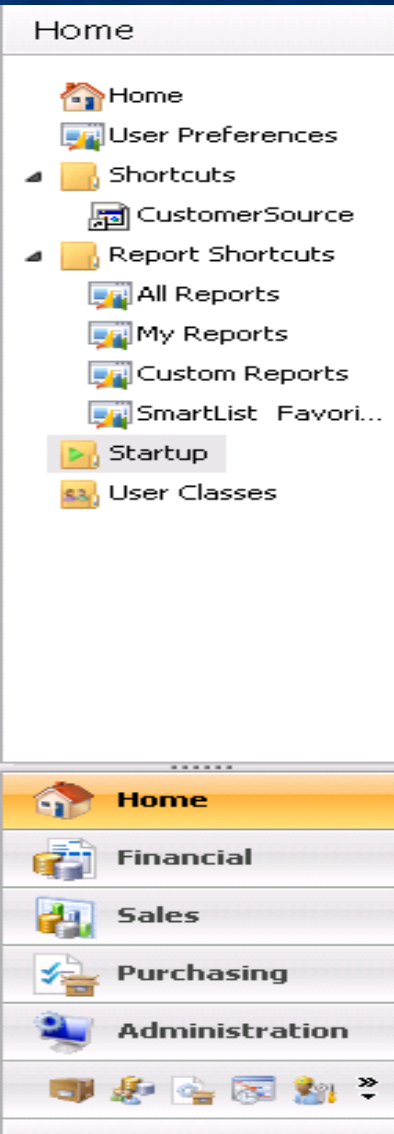 Home
Home
User Preferences
Shortcuts
CustomerSource
Report Shortcuts
All Reports
My Reports
Custom Reports
SmartList Favori...
Startup
User Classes
Home
Financial
Sales
Purchasing
Administration